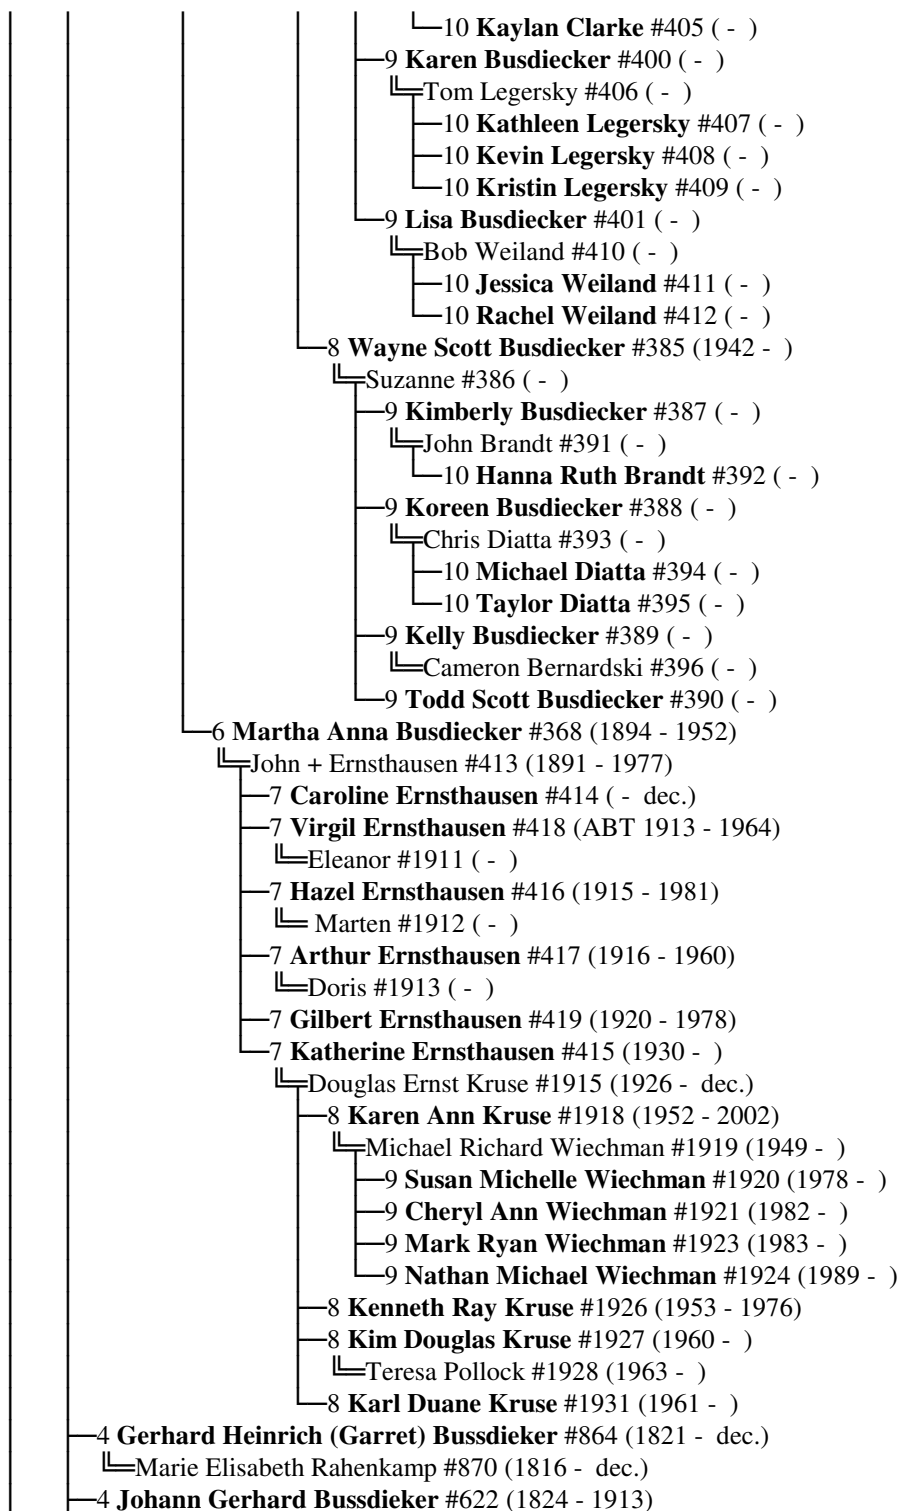 10 Kaylan Clarke #405 ( - )
9 Karen Busdiecker #400 ( - )
Tom Legersky #406 ( - )
10 Kathleen Legersky #407 ( - )
10 Kevin Legersky #408 ( - )
10 Kristin Legersky #409 ( - )
9 Lisa Busdiecker #401 ( - )
Bob Weiland #410 ( - )
10 Jessica Weiland #411 ( - )
10 Rachel Weiland #412 ( - )
8 Wayne Scott Busdiecker #385 (1942 - )
Suzanne #386 ( - )
9 Kimberly Busdiecker #387 ( - )
John Brandt #391 ( - )
10 Hanna Ruth Brandt #392 ( - )
9 Koreen Busdiecker #388 ( - )
Chris Diatta #393 ( - )
10 Michael Diatta #394 ( - )
10 Taylor Diatta #395 ( - )
9 Kelly Busdiecker #389 ( - )
Cameron Bernardski #396 ( - )
9 Todd Scott Busdiecker #390 ( - )
6 Martha Anna Busdiecker #368 (1894 - 1952)
John + Ernsthausen #413 (1891 - 1977)
7 Caroline Ernsthausen #414 ( - dec.)
7 Virgil Ernsthausen #418 (ABT 1913 - 1964)
Eleanor #1911 ( - )
7 Hazel Ernsthausen #416 (1915 - 1981)
Marten #1912 ( - )
7 Arthur Ernsthausen #417 (1916 - 1960)
Doris #1913 ( - )
7 Gilbert Ernsthausen #419 (1920 - 1978)
7 Katherine Ernsthausen #415 (1930 - )
Douglas Ernst Kruse #1915 (1926 - dec.)
8 Karen Ann Kruse #1918 (1952 - 2002)
Michael Richard Wiechman #1919 (1949 - )
9 Susan Michelle Wiechman #1920 (1978 - )
9 Cheryl Ann Wiechman #1921 (1982 - )
9 Mark Ryan Wiechman #1923 (1983 - )
9 Nathan Michael Wiechman #1924 (1989 - )
8 Kenneth Ray Kruse #1926 (1953 - 1976)
8 Kim Douglas Kruse #1927 (1960 - )
Teresa Pollock #1928 (1963 - )
8 Karl Duane Kruse #1931 (1961 - )
4 Gerhard Heinrich (Garret) Bussdieker #864 (1821 - dec.)
Marie Elisabeth Rahenkamp #870 (1816 - dec.)
4 Johann Gerhard Bussdieker #622 (1824 - 1913)